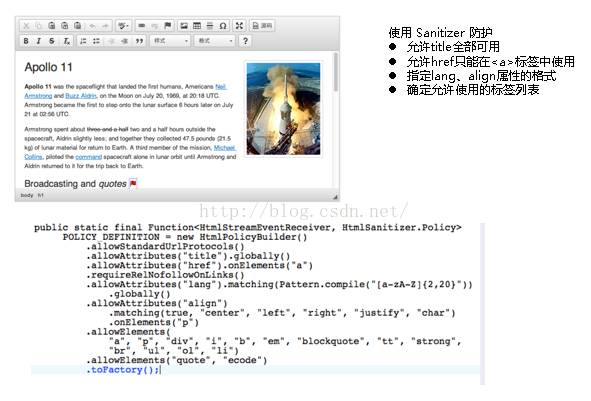 源码
B I S Ix
样式
格式
?
Apollo 11
Apollo 11 was the spaceflight that landed the first humans, Americans Neil
Armstrong and Buzz Aldrin, on the Moon on July 20, 1969, at 20:18 UTC.
Armstrong became the first to step onto the lunar surface 6 hours later on July
21 at 02:56 UTC.
Armstrong spent about three and a half two and a half hours outside the
spacecraft, Aldrin slightly less; and together they collected 47.5 pounds (21.5
kg) of lunar material for return to Earth. A third member of the mission, Michael
Collins, piloted the command spacecraft alone in lunar orbit until Armstrong and
Aldrin returned to it for the trip back to Earth.
Broadcasting and quotes
body h1
使用 Sanitizer 防护
● 允许title全部可用
● 允许href只能在<a>标签中使用
● 指定lang、align属性的格式
● 确定允许使用的标签列表
http://blog.csdn.net/
public static final Function<HtmlStreamEventReceiver, HtmlSanitizer.Policy>
POLICY_DEFINITION = new HtmlPolicyBuilder()
.allowStandardUrlProtocols()
.allowAttributes("title").globally()
.allowAttributes("href").onElements("a")
.requireRelNofollowOnLinks()
.allowAttributes("lang").matching(Pattern.compile("[a-zA-Z]{2,20}"))
.globally()
.allowAttributes("align")
.matching(true, "center", "left", "right", "justify", "char")
.onElements("p")
.allowElements(
"a", "p", "div", "i", "b", "em", "blockquote", "tt", "strong",
"br", "ul", "ol", "li")
.allowElements("quote", "ecode")
.toFactory();